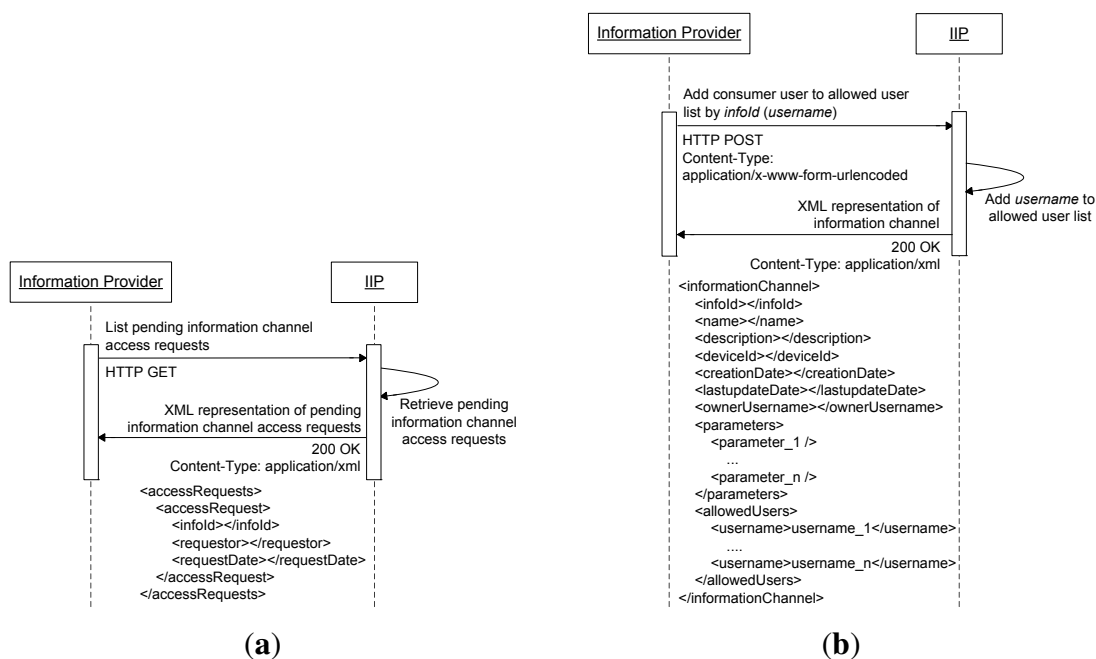 Information Provider
IIP
List pending information channel
access requests
HTTP GET
Retrieve pending
information channel
access requests
XML representation of pending
information channel access requests
200 OK
Content-Type: application/xml
<accessRequests>
<accessRequest>
<infoId></infoId>
<requestor></requestor>
<requestDate></requestDate>
</accessRequest>
</accessRequests>
(a)
Information Provider
IIP
Add consumer user to allowed user
list by infoId (username)
HTTP POST
Content-Type:
application/x-www-form-urlencoded
Add username to
allowed user list
XML representation of
information channel
200 OK
Content-Type: application/xml
<informationChannel>
<infoId></infoId>
<name></name>
<description></description>
<deviceId></deviceId>
<creationDate></creationDate>
<lastupdateDate></lastupdateDate>
<ownerUsername></ownerUsername>
<parameters>
<parameter_1 />
...
<parameter_n />
</parameters>
<allowedUsers>
<username>username_1</username>
....
<username>username_n</username>
</allowedUsers>
</informationChannel>
(b)